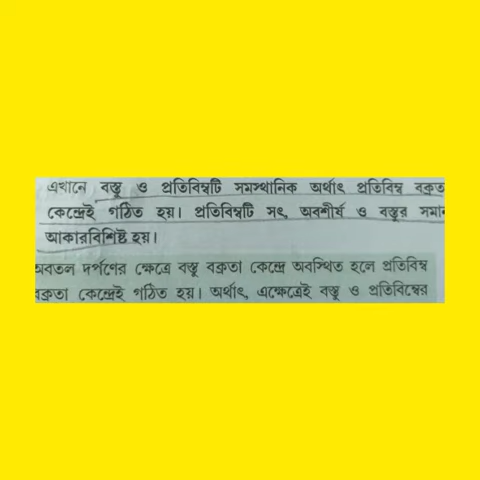 এখানে বস্তু ও প্রতিবিম্বটি সমস্থানিক অর্থাৎ প্রতিবিম্ব বক্রত
কেন্দ্রেই গঠিত হয়। প্রতিবিম্বটি সৎ, অবশীর্ষ ও বস্তুর সমান
আকারবিশিষ্ট হয়।
অবতল দর্পণের ক্ষেত্রে বস্তু বক্রতা কেন্দ্রে অবস্থিত হলে প্রতিবিম্ব
বক্রতা কেন্দ্রেই গঠিত হয়। অর্থাৎ, এক্ষেত্রেই বস্তু ও প্রতিবিম্বের